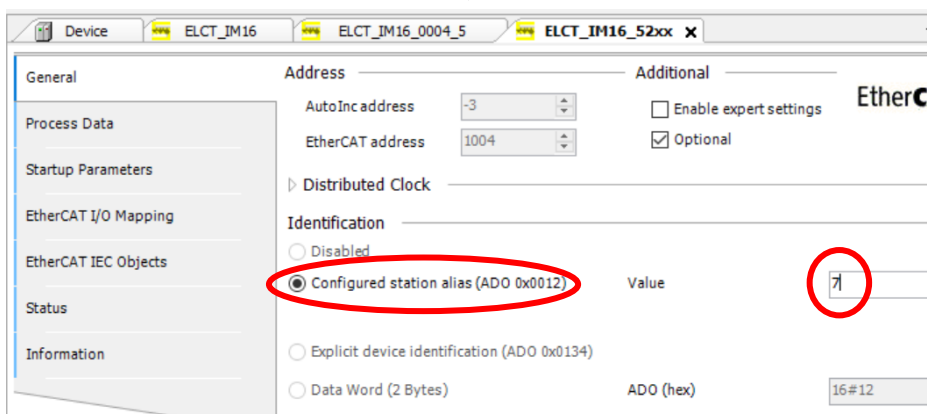 Device ELCT_IM16 ELCT_IM16_0004_5 ELCT_IM16_52xx X
General
Process Data
Startup Parameters
EtherCAT I/O Mapping
EtherCAT IEC Objects
Status
Information
Address
AutoInc address -3
EtherCAT address 1004
Additional
Enable expert settings
Optional
EtherC
Distributed Clock
Identification
Disabled
Configured station alias (ADO 0x0012) Value 7
Explicit device identification (ADO 0x0134)
Data Word (2 Bytes) ADO (hex) 16#12